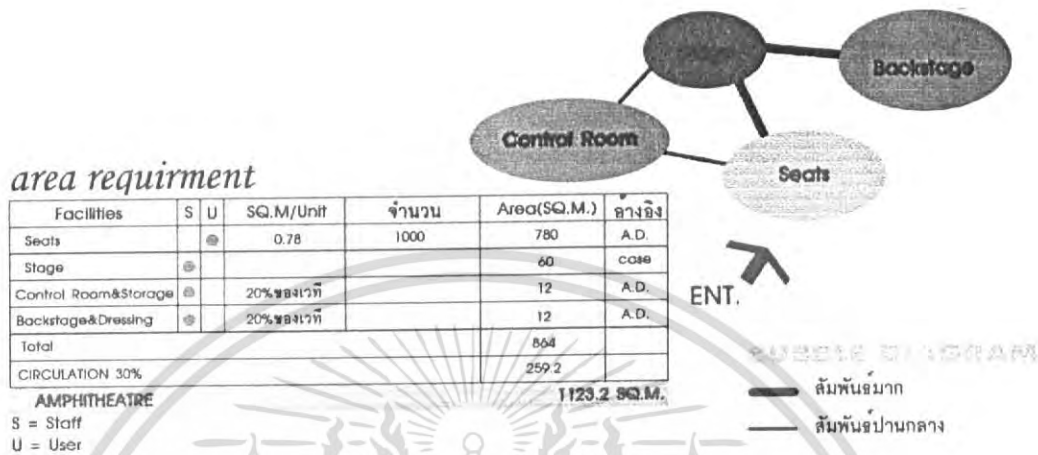 Backstage
Control Room
Seats
area requirment
Facilities S U SQ.M/Unit จำนวน Area(SQ.M.) อ้างอิง
Seats 0.78 1000 780 A.D.
Stage 60 case
Control Room&Storage 20%ของเวที 12 A.D.
Backstage&Dressing 20%ของเวที 12 A.D.
Total 864
CIRCULATION 30% 259.2
1123.2 SQ.M.
AMPHITHEATRE
S = Staff
U = User
ENT.
BUBBLE DIAGRAM
สัมพันธ์มาก
สัมพันธ์ปานกลาง